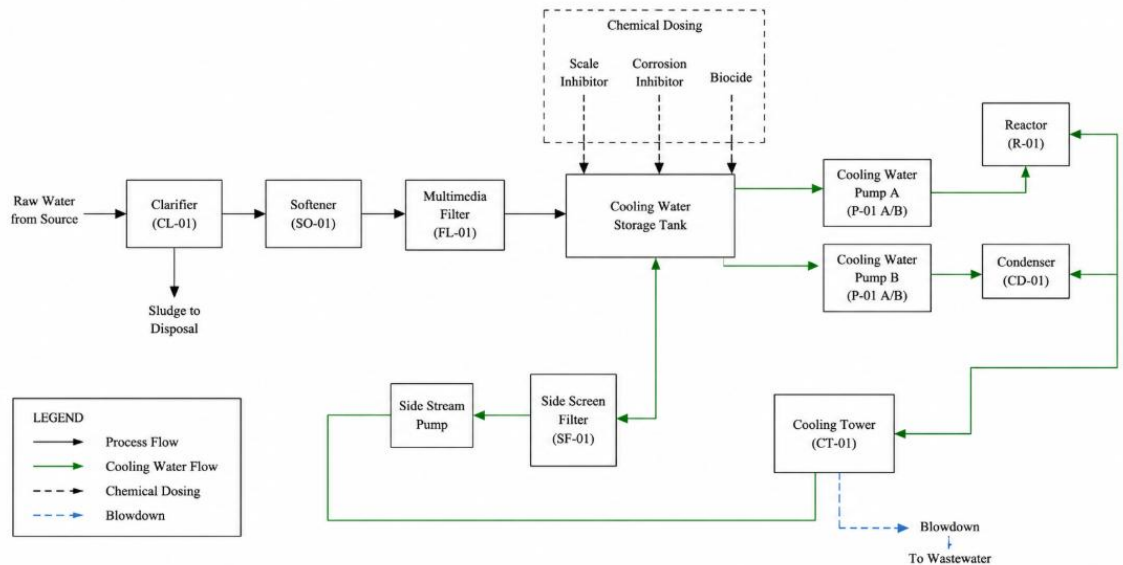 Chemical Dosing
Scale
Inhibitor
Corrosion
Inhibitor
Biocide
Raw Water
from Source
Clarifier
(CL-01)
Softener
(SO-01)
Multimedia
Filter
(FL-01)
Cooling Water
Storage Tank
Cooling Water
Pump A
(P-01 A/B)
Reactor
(R-01)
Cooling Water
Pump B
(P-01 A/B)
Condenser
(CD-01)
Sludge to
Disposal
Side Stream
Pump
Side Screen
Filter
(SF-01)
Cooling Tower
(CT-01)
Blowdown
To Wastewater
LEGEND
Process Flow
Cooling Water Flow
Chemical Dosing
Blowdown